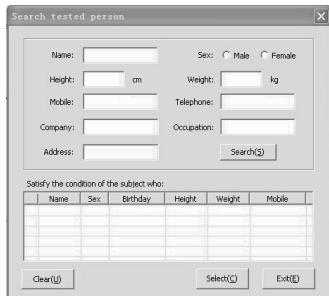 Search tested person
Name: Sex: Male Female
Height: cm Weight: kg
Mobile: Telephone:
Company: Occupation:
Address: Search(S)
Satisfy the condition of the subject who:
Name Sex Birthday Height Weight Mobile
Clear(U) Select(C) Exit(E)